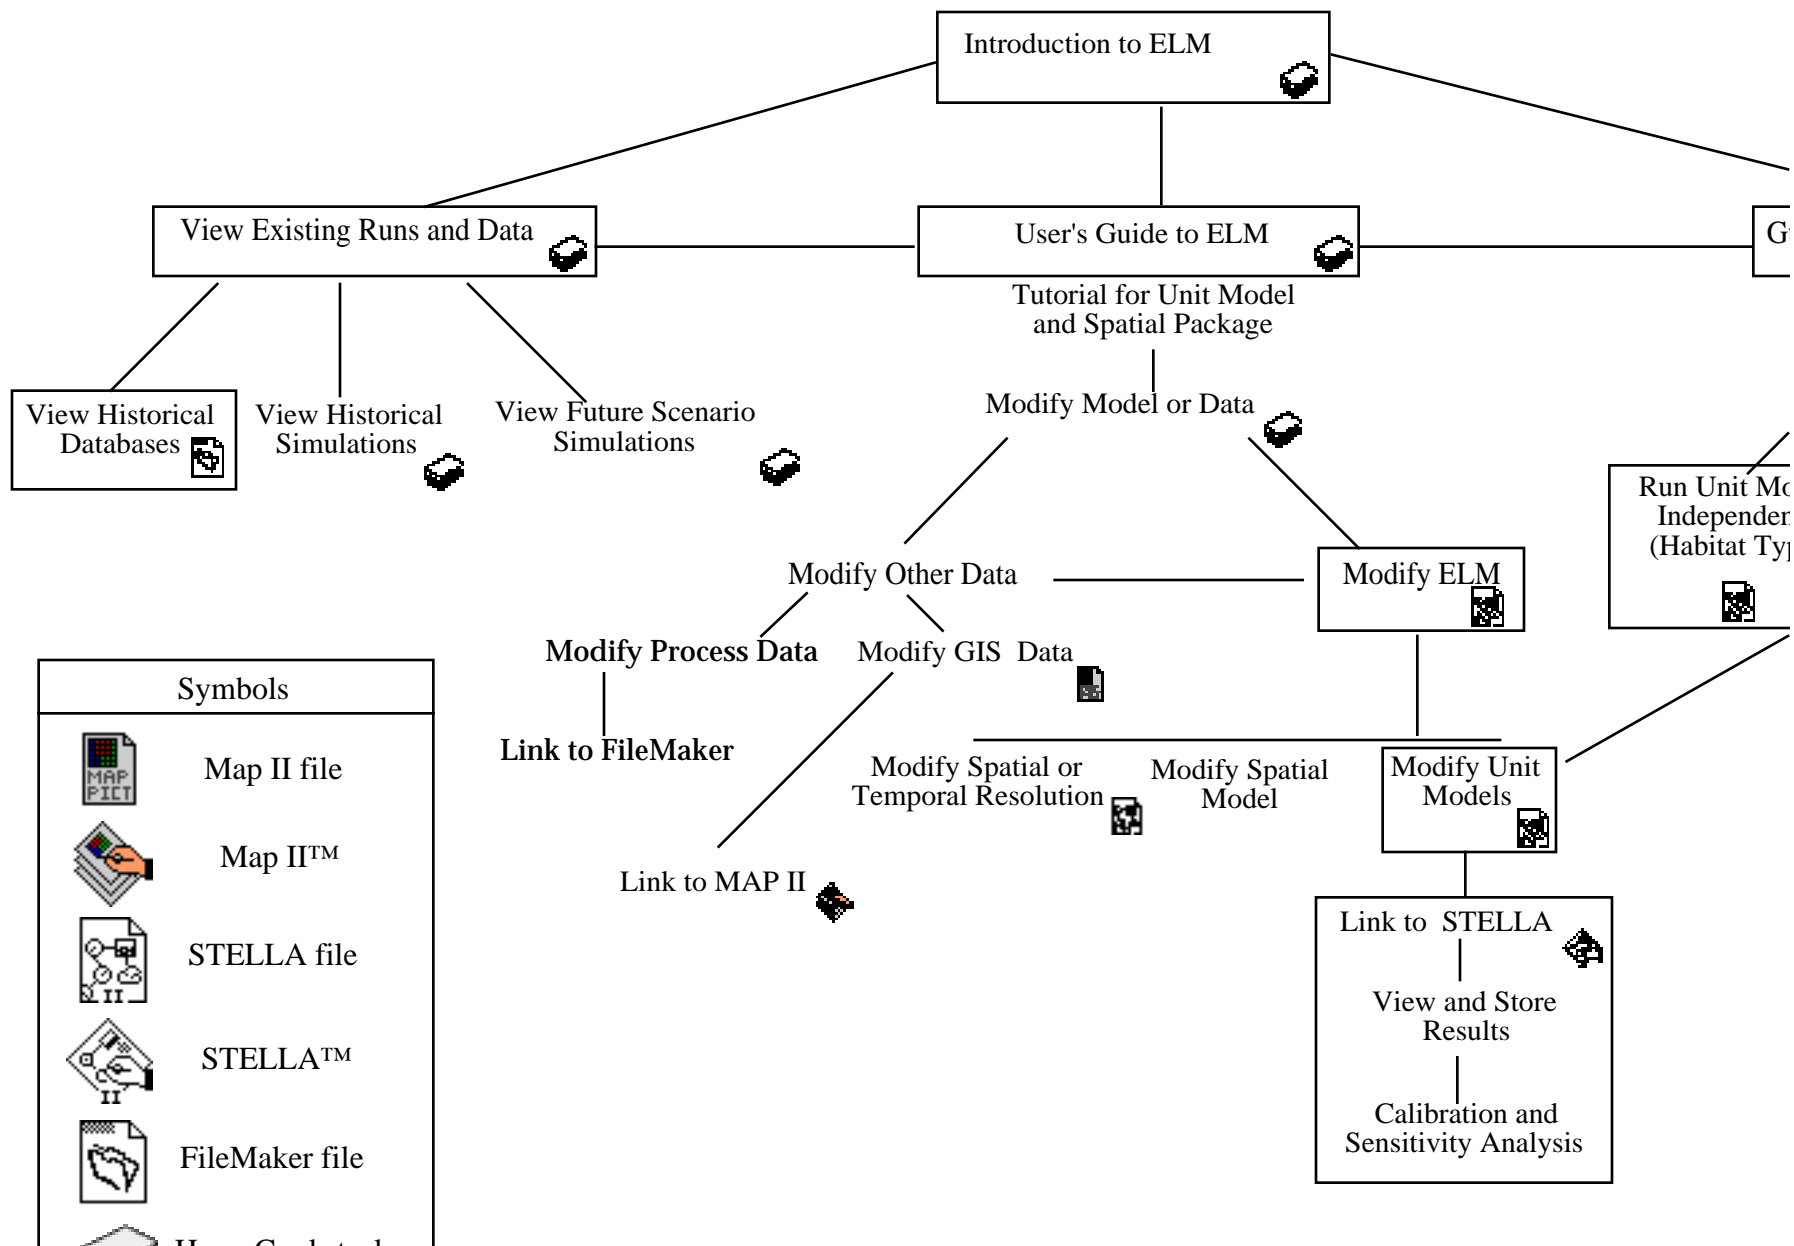 Introduction to ELM
View Existing Runs and Data
User's Guide to ELM
Tutorial for Unit Model
and Spatial Package
View Historical
Databases
View Historical
Simulations
View Future Scenario
Simulations
Modify Model or Data
Run Unit
Modify Other Data
Modify ELM
(Habitat
Modify Process Data
Modify GIS Data
Link to FileMaker
Modify Spatial or
Temporal Resolution
Modify Spatial
Model
Modify Unit
Models
Link to MAP II
Link to STELLA
View and Store
Results
Calibration and
Sensitivity Analysis
Symbols
MAP
PICT
Map II file
Map II™
II
STELLA file
II
STELLA™
FileMaker file